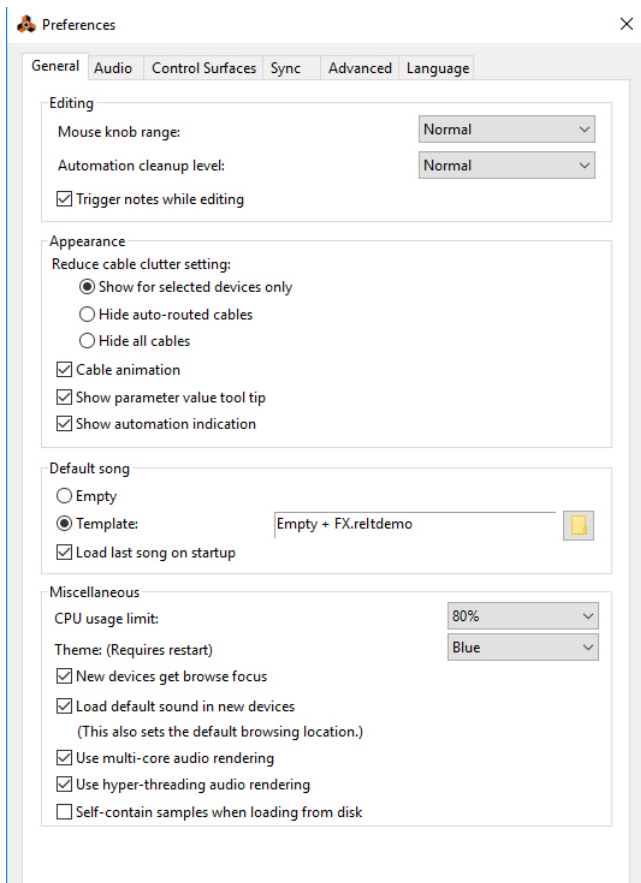 Preferences
General Audio Control Surfaces Sync Advanced Language
Editing
Mouse knob range: Normal
Automation cleanup level: Normal
Trigger notes while editing
Appearance
Reduce cable clutter setting:
Show for selected devices only
Hide auto-routed cables
Hide all cables
Cable animation
Show parameter value tool tip
Show automation indication
Default song
Empty
Template: Empty + FX.reltdemo
Load last song on startup
Miscellaneous
CPU usage limit: 80%
Theme: (Requires restart) Blue
New devices get browse focus
Load default sound in new devices
(This also sets the default browsing location.)
Use multi-core audio rendering
Use hyper-threading audio rendering
Self-contain samples when loading from disk